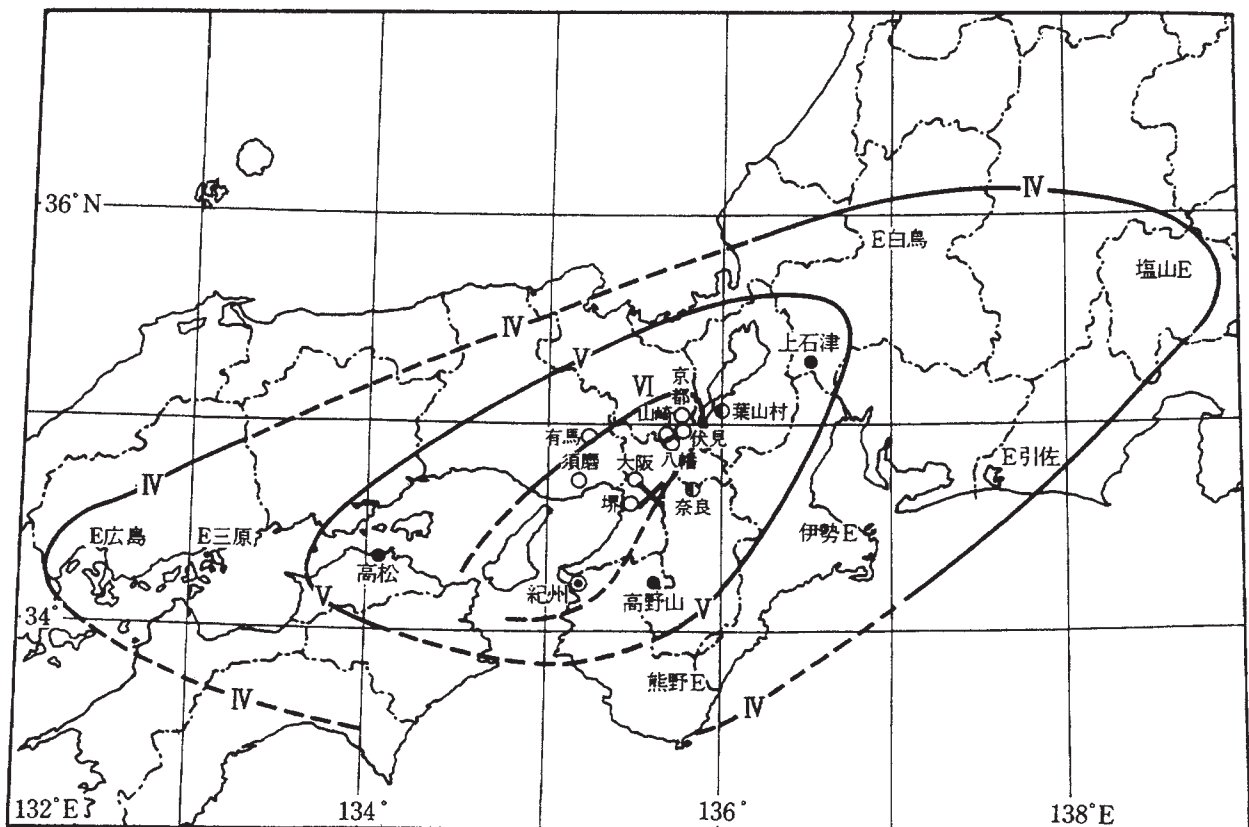 36°N
IV
E白鳥
塩山E
IV
V
上石津
VI
京都
山崎
葉山村
有馬
伏見
須磨
大阪
八幡
E引佐
IV
堺
奈良
E広島
E三原
伊勢E
高松
紀州
高野山
V
V
34°
熊野E
IV
IV
132°E
134°
136°
138°E